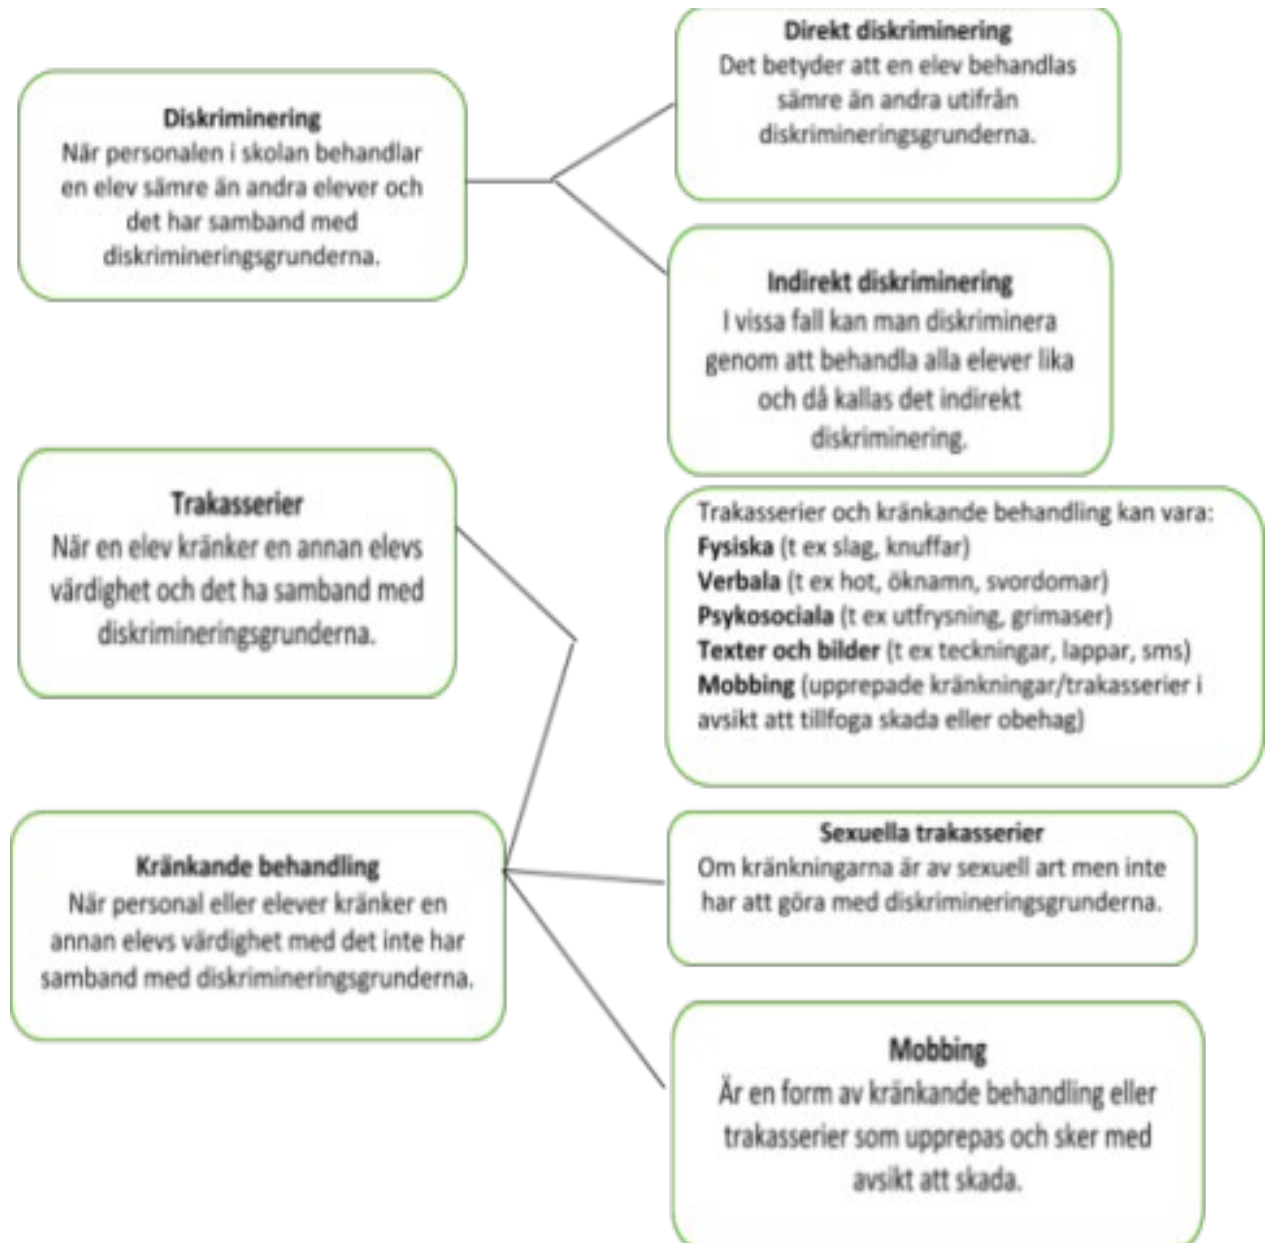 Direkt diskriminering
Det betyder att en elev behandlas
sämre än andra utifrån
diskrimineringsgrunderna.
Diskriminering
När personalen i skolan behandlar
en elev sämre än andra elever och
det har samband med
diskrimineringsgrunderna.
Indirekt diskriminering
I vissa fall kan man diskriminera
genom att behandla alla elever lika
och då kallas det indirekt
diskriminering.
Trakasserier
När en elev kränker en annan elevs
värdighet och det ha samband med
diskrimineringsgrunderna.
Trakasserier och kränkande behandling kan vara:
Fysiska (t ex slag, knuffar)
Verbala (t ex hot, öknamn, svordomar)
Psykosociala (t ex utfrysning, grimaser)
Texter och bilder (t ex teckningar, lappar, sms)
Mobbing (upprepade kränkningar/trakasserier i
avsikt att tillfoga skada eller obehag)
Kränkande behandling
När personal eller elever kränker en
annan elevs värdighet med det inte har
samband med diskrimineringsgrunderna.
Sexuella trakasserier
Om kränkningarna är av sexuell art men inte
har att göra med diskrimineringsgrunderna.
Mobbing
Är en form av kränkande behandling eller
trakasserier som upprepas och sker med
avsikt att skada.